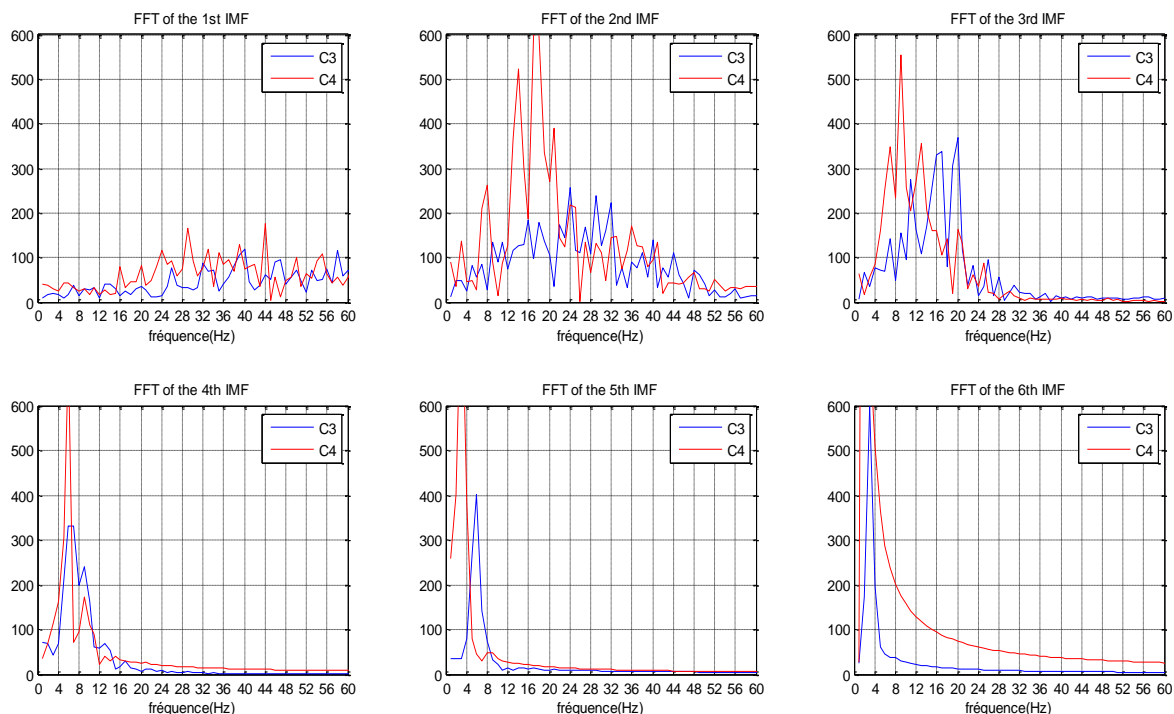 FFT of the 1st IMF
600
500
400
300
200
100
0
C3
C4
0 4 8 12 16 20 24 28 32 36 40 44 48 52 56 60
fréquence(Hz)
FFT of the 2nd IMF
600
500
400
300
200
100
0
C3
C4
0 4 8 12 16 20 24 28 32 36 40 44 48 52 56 60
fréquence(Hz)
FFT of the 3rd IMF
600
500
400
300
200
100
0
C3
C4
0 4 8 12 16 20 24 28 32 36 40 44 48 52 56 60
fréquence(Hz)
FFT of the 4th IMF
600
500
400
300
200
100
0
C3
C4
0 4 8 12 16 20 24 28 32 36 40 44 48 52 56 60
fréquence(Hz)
FFT of the 5th IMF
600
500
400
300
200
100
0
C3
C4
0 4 8 12 16 20 24 28 32 36 40 44 48 52 56 60
fréquence(Hz)
FFT of the 6th IMF
600
500
400
300
200
100
0
C3
C4
0 4 8 12 16 20 24 28 32 36 40 44 48 52 56 60
fréquence(Hz)